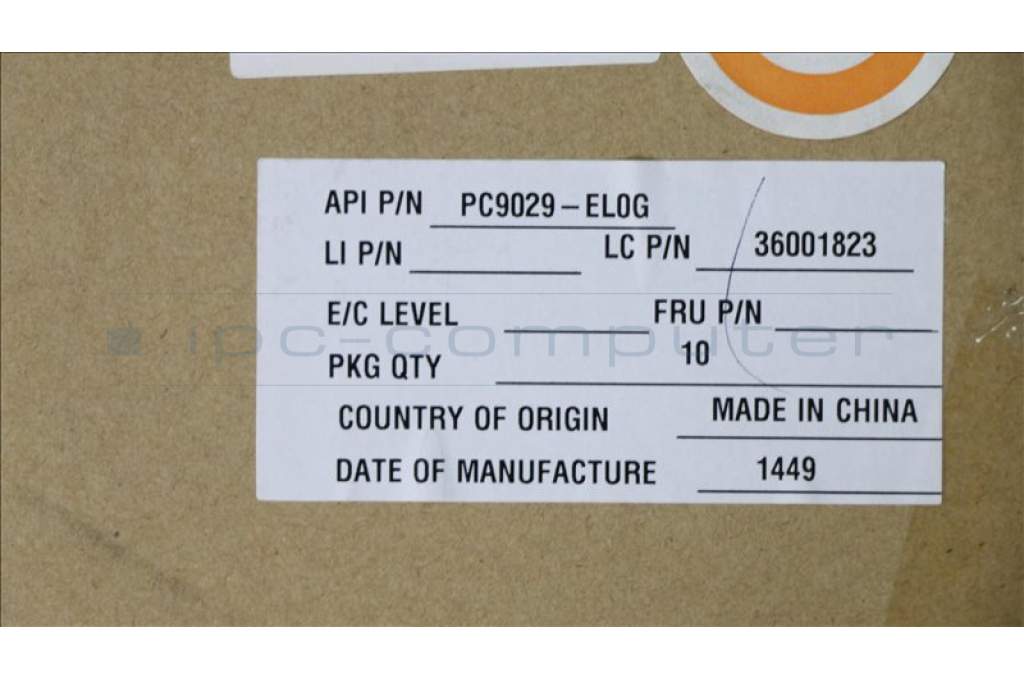 API P/N PC9029-EL0G
LI P/N LC P/N 36001823
E/C LEVEL FRU P/N
ipc-computer
PKG QTY 10
COUNTRY OF ORIGIN MADE IN CHINA
DATE OF MANUFACTURE 1449